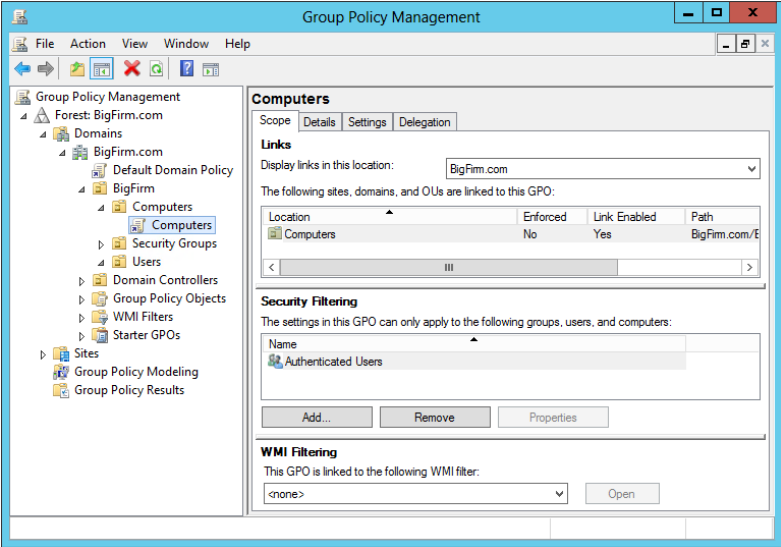 Group Policy Management
File Action View Window Help
Group Policy Management
Forest: BigFirm.com
Domains
BigFirm.com
Default Domain Policy
BigFirm
Computers
Computers
Security Groups
Users
Domain Controllers
Group Policy Objects
WMI Filters
Starter GPOs
Sites
Group Policy Modeling
Group Policy Results
Computers
Scope Details Settings Delegation
Links
Display links in this location: BigFirm.com
The following sites, domains, and OUs are linked to this GPO:
Location Enforced Link Enabled Path
Computers No Yes BigFirm.com/E
Security Filtering
The settings in this GPO can only apply to the following groups, users, and computers:
Name
Authenticated Users
Add... Remove Properties
WMI Filtering
This GPO is linked to the following WMI filter:
<none> Open